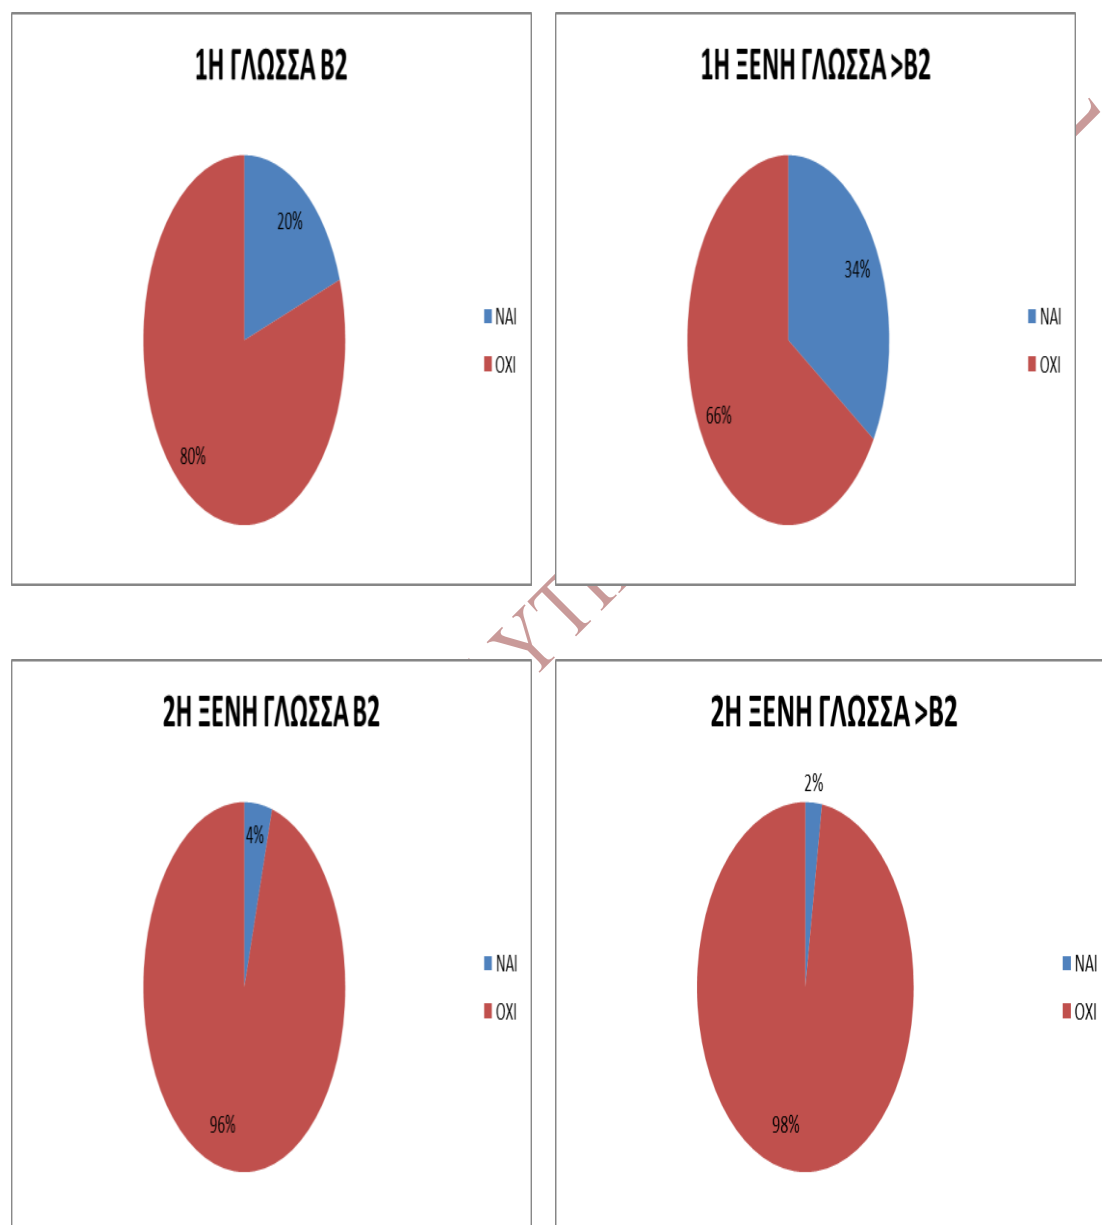 1Η ΓΛΩΣΣΑ Β2
20%
80%
ΝΑΙ
ΟΧΙ
1Η ΞΕΝΗ ΓΛΩΣΣΑ >Β2
34%
66%
ΝΑΙ
ΟΧΙ
2Η ΞΕΝΗ ΓΛΩΣΣΑ Β2
4%
96%
ΝΑΙ
ΟΧΙ
2Η ΞΕΝΗ ΓΛΩΣΣΑ >Β2
2%
98%
ΝΑΙ
ΟΧΙ